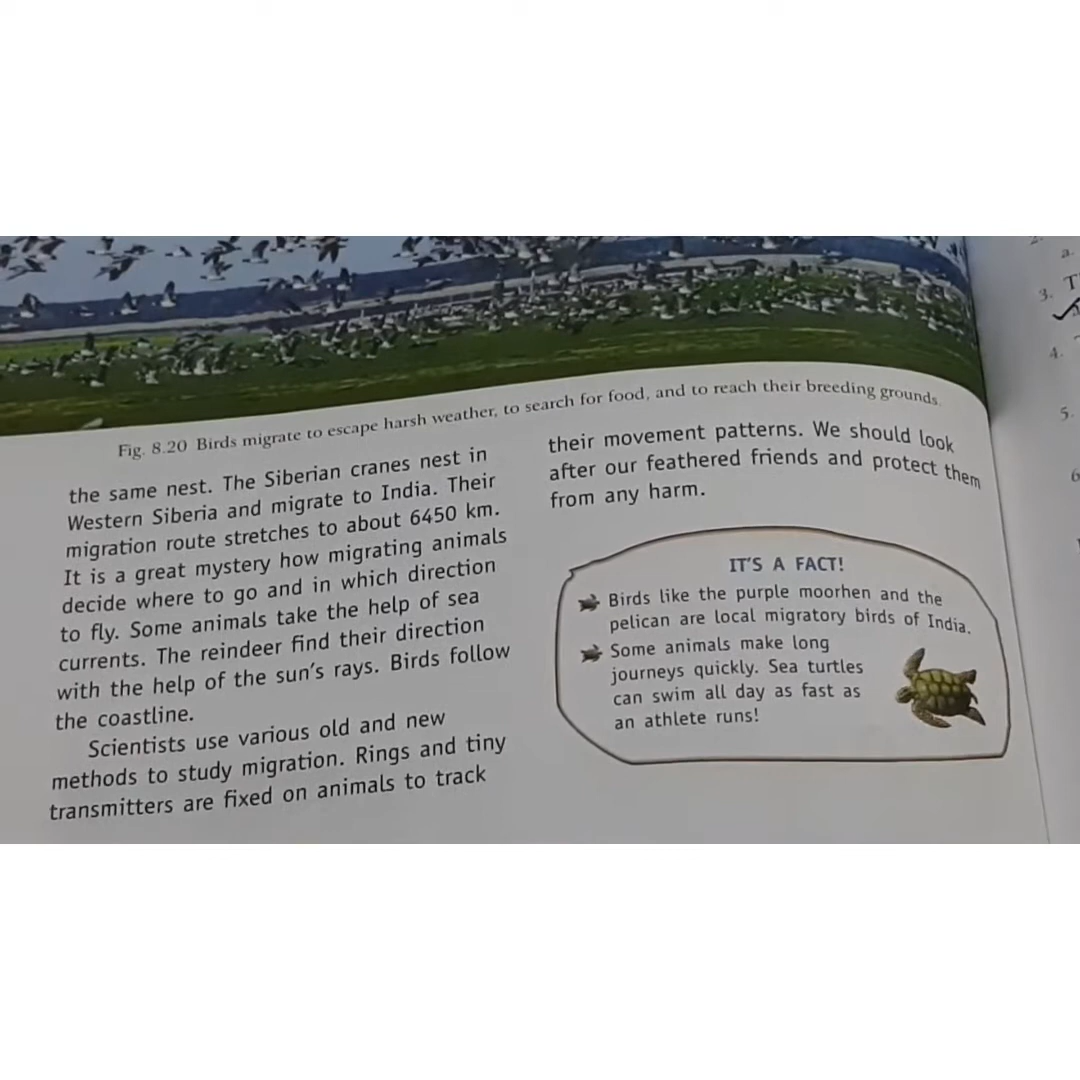 Fig. 8.20 Birds migrate to escape harsh weather, to search for food, and to reach their breeding grounds.
the same nest. The Siberian cranes nest in
Western Siberia and migrate to India. Their
migration route stretches to about 6450 km.
It is a great mystery how migrating animals
decide where to go and in which direction
to fly. Some animals take the help of sea
currents. The reindeer find their direction
with the help of the sun's rays. Birds follow
the coastline.
Scientists use various old and new
methods to study migration. Rings and tiny
transmitters are fixed on animals to track
their movement patterns. We should look
after our feathered friends and protect them
from any harm.
IT'S A FACT!
Birds like the purple moorhen and the
pelican are local migratory birds of India.
Some animals make long
journeys quickly. Sea turtles
can swim all day as fast as
an athlete runs!
a.
3.
4.
5.